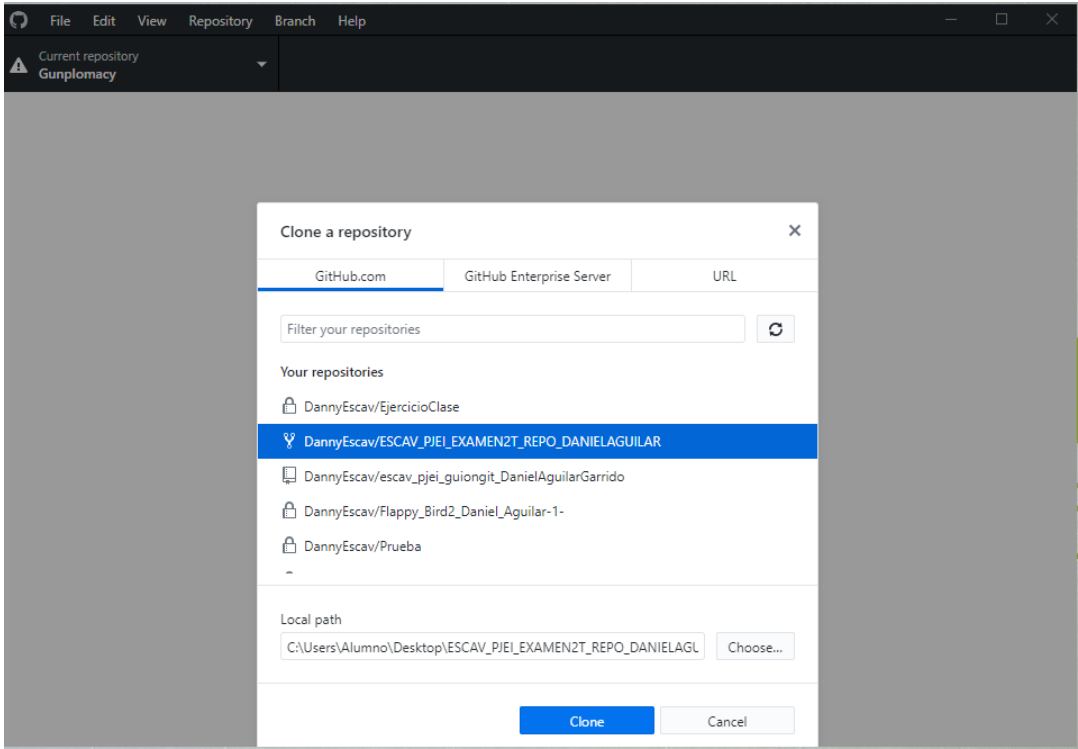 File Edit View Repository Branch Help
Current repository
Gunplomacy
Clone a repository
GitHub.com GitHub Enterprise Server URL
Filter your repositories
Your repositories
DannyEscav/EjercicioClase
DannyEscav/ESCAV_PJEI_EXAMEN2T_REPO_DANIELAGUILAR
DannyEscav/escav_pjei_guiongit_DanielAguilarGarrido
DannyEscav/Flappy_Bird2_Daniel_Aguilar-1-
DannyEscav/Prueba
Local path
C:\Users\Alumno\Desktop\ESCAV_PJEI_EXAMEN2T_REPO_DANIELAGU Choose...
Clone Cancel